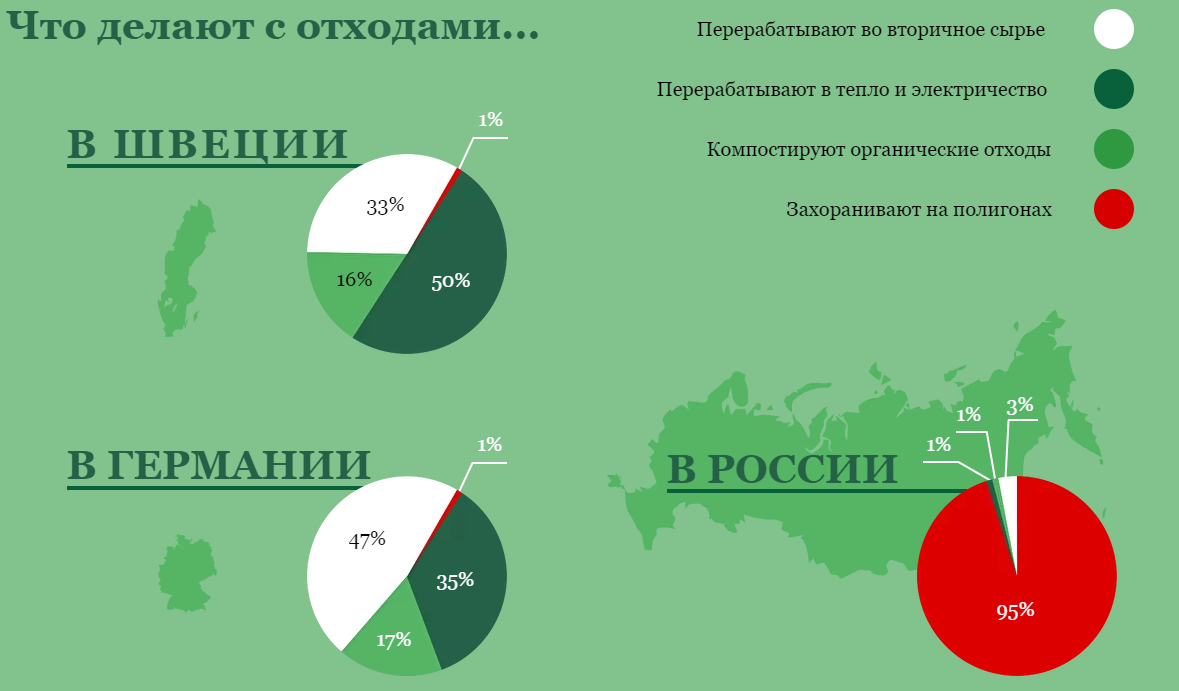 Что делают с отходами...
Перерабатывают во вторичное сырье
Перерабатывают в тепло и электричество
Компостируют органические отходы
Захоранивают на полигонах
В ШВЕЦИИ
1%
33%
16%
50%
В ГЕРМАНИИ
1%
47%
35%
17%
В РОССИИ
1%
1%
3%
95%